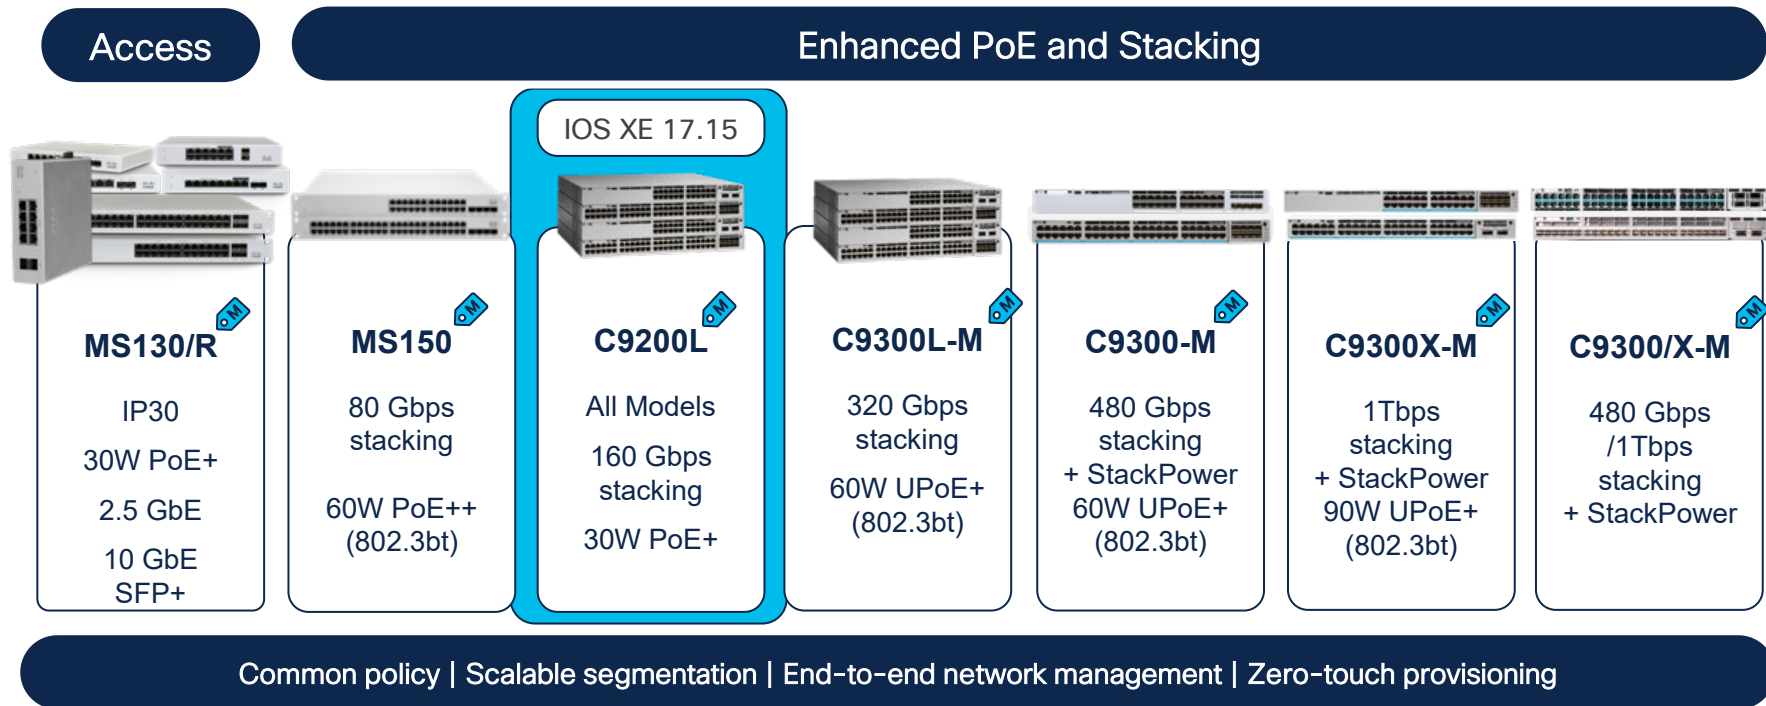 Access
Enhanced PoE and Stacking
IOS XE 17.15
M
MS130/R
IP30
30W PoE+
2.5 GbE
10 GbE
SFP+
M
MS150
80 Gbps
stacking
60W PoE++
(802.3bt)
M
C9200L
All Models
160 Gbps
stacking
30W PoE+
M
C9300L-M
320 Gbps
stacking
60W UPoE+
(802.3bt)
M
C9300-M
480 Gbps
stacking
+ StackPower
60W UPoE+
(802.3bt)
M
C9300X-M
1Tbps
stacking
+ StackPower
90W UPoE+
(802.3bt)
M
C9300/X-M
480 Gbps
/1Tbps
stacking
+ StackPower
Common policy | Scalable segmentation | End-to-end network management | Zero-touch provisioning